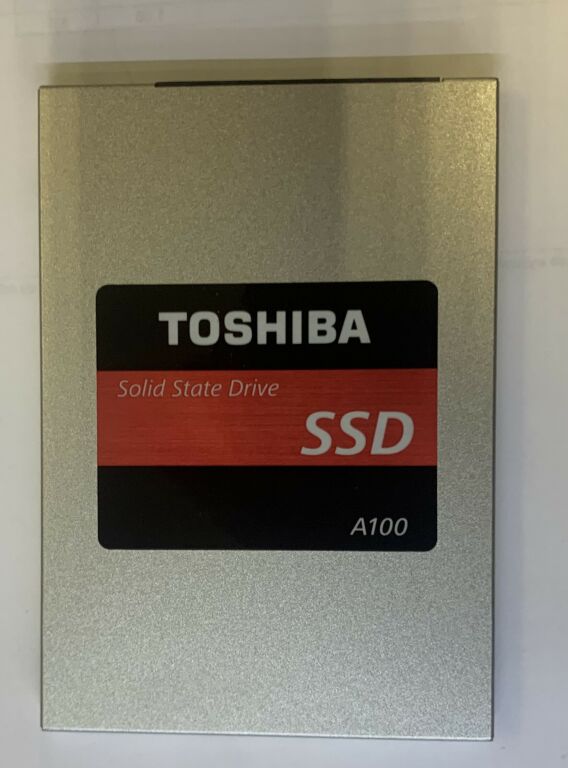 TOSHIBA
Solid State Drive
SSD
A100